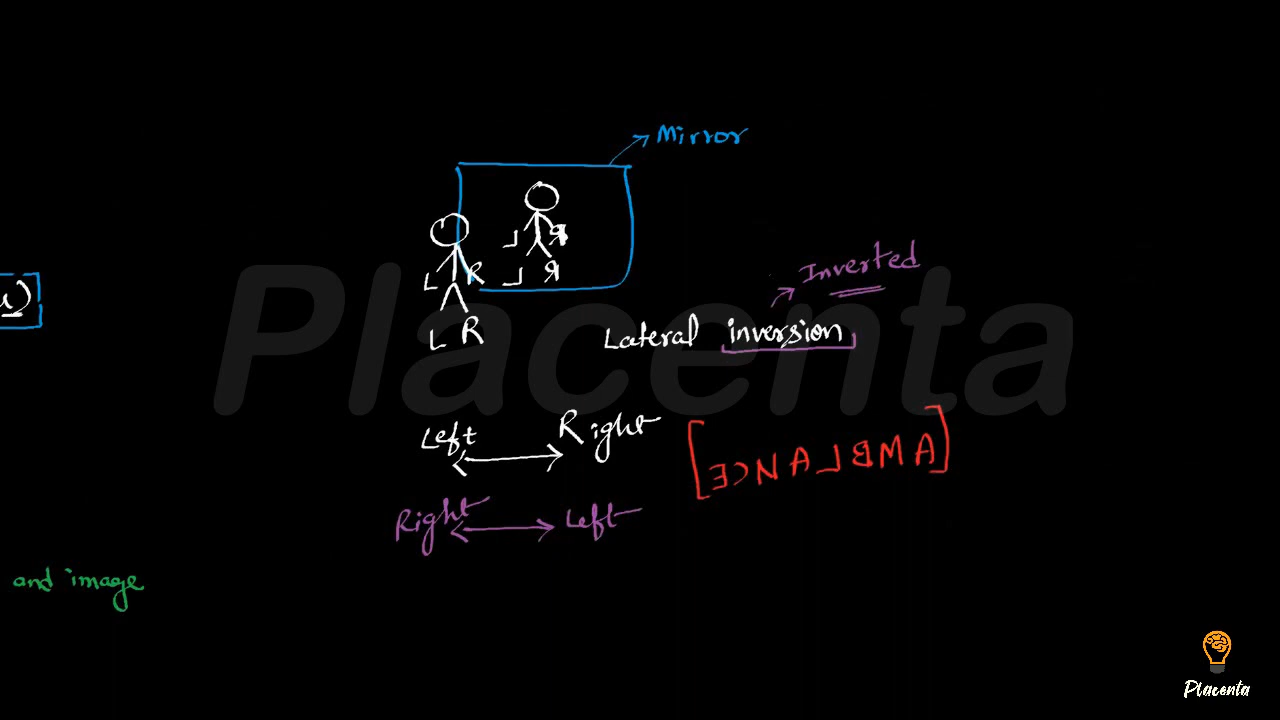 Mirror
L R
L R
⅃ Я
⅃ Я
u)
Inverted
Lateral inversion
Left Right
[ƎƆИA⅃ᗺMA]
Right Left
and image
Placenta
Placenta